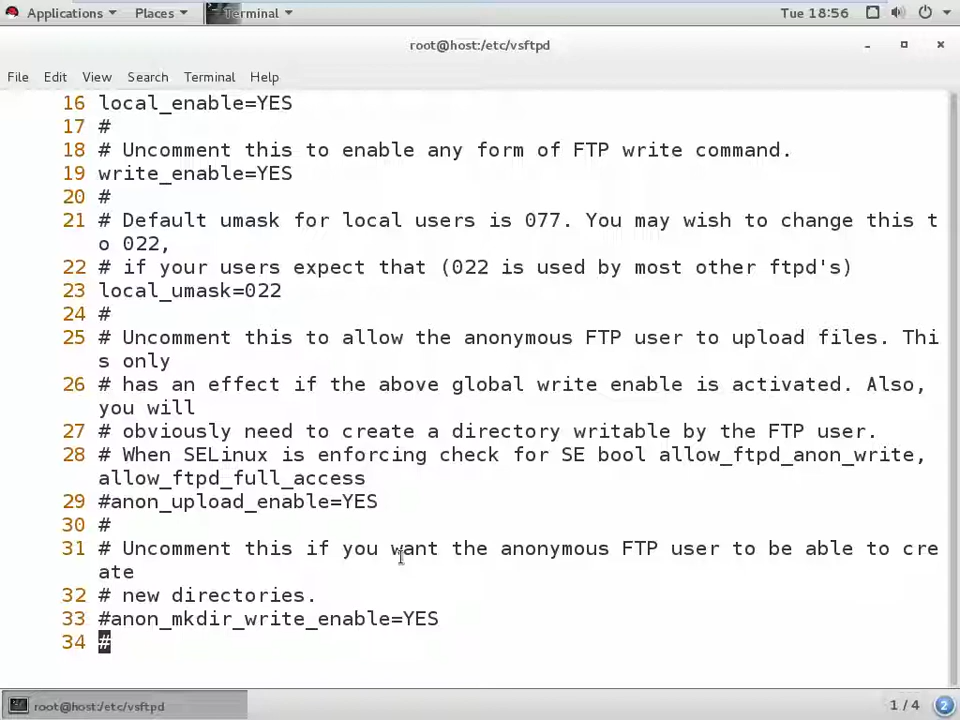 Applications Places Terminal Tue 18:56
root@host:/etc/vsftpd
File Edit View Search Terminal Help
16 local_enable=YES
17 #
18 # Uncomment this to enable any form of FTP write command.
19 write_enable=YES
20 #
21 # Default umask for local users is 077. You may wish to change this t
o 022,
22 # if your users expect that (022 is used by most other ftpd's)
23 local_umask=022
24 #
25 # Uncomment this to allow the anonymous FTP user to upload files. Thi
s only
26 # has an effect if the above global write enable is activated. Also,
you will
27 # obviously need to create a directory writable by the FTP user.
28 # When SELinux is enforcing check for SE bool allow_ftpd_anon_write,
allow_ftpd_full_access
29 #anon_upload_enable=YES
30 #
31 # Uncomment this if you want the anonymous FTP user to be able to cre
ate
32 # new directories.
33 #anon_mkdir_write_enable=YES
34 #
root@host:/etc/vsftpd 1 / 4 2